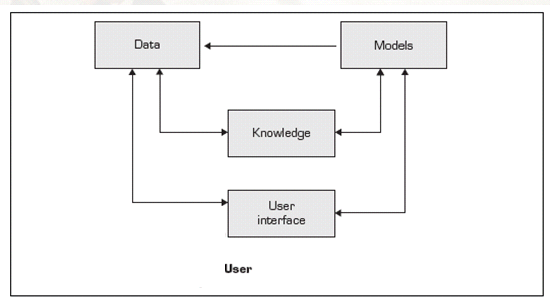 Data
Models
Knowledge
User
interface
User